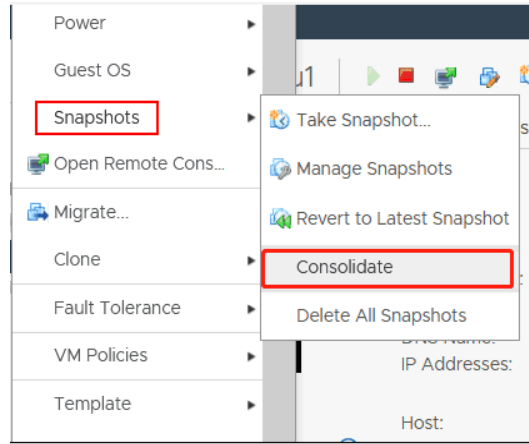 Power
Guest OS
Snapshots
Open Remote Cons...
Migrate...
Clone
Fault Tolerance
VM Policies
Template
u1
Take Snapshot...
Manage Snapshots
Revert to Latest Snapshot
Consolidate
Delete All Snapshots
DNS Name:
IP Addresses:
Host: